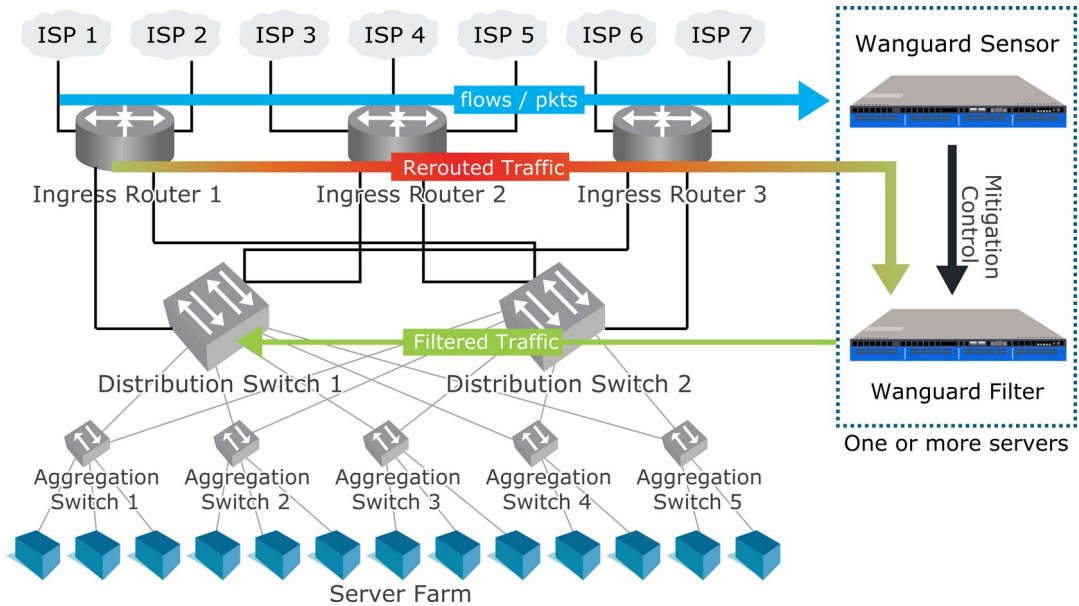 ISP 1
ISP 2
ISP 3
ISP 4
ISP 5
ISP 6
ISP 7
Wanguard Sensor
flows / pkts
Rerouted Traffic
Ingress Router 1
Ingress Router 2
Ingress Router 3
Mitigation
Control
Filtered Traffic
Distribution Switch 1
Distribution Switch 2
Wanguard Filter
One or more servers
Aggregation
Switch 1
Aggregation
Switch 2
Aggregation
Switch 3
Aggregation
Switch 4
Aggregation
Switch 5
Server Farm